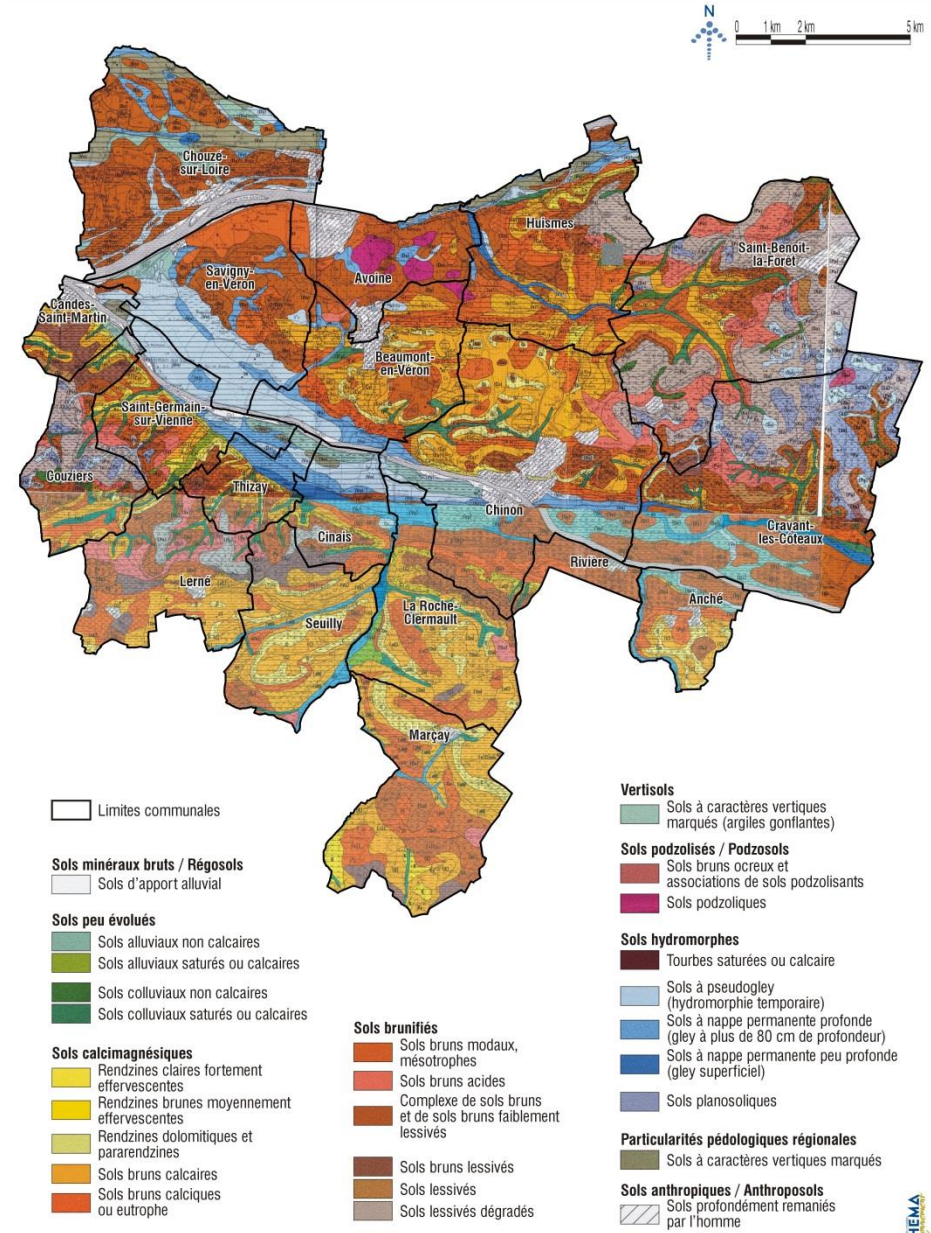 N
0 1 km 2 km 5 km
Chouzé-
sur-Loire
Huismes
Saint-Benoît-
la-Forêt
Savigny-
en-Véron
Avoine
Candes-
Saint-Martin
Beaumont-
en-Véron
Saint-Germain-
sur-Vienne
Couziers
Thizay
Chinon
Cravant-
les-Côteaux
Cinais
Rivière
Lerné
Anché
La Roche-
Clermault
Seuilly
Marçay
Limites communales
Sols minéraux bruts / Régosols
Sols d'apport alluvial
Sols peu évolués
Sols alluviaux non calcaires
Sols alluviaux saturés ou calcaires
Sols colluviaux non calcaires
Sols colluviaux saturés ou calcaires
Sols calcimagnésiques
Rendzines claires fortement
effervescentes
Rendzines brunes moyennement
effervescentes
Rendzines dolomitiques et
pararendzines
Sols bruns calcaires
Sols bruns calciques
ou eutrophe
Sols brunifiés
Sols bruns modaux,
mésotrophes
Sols bruns acides
Complexe de sols bruns
et de sols bruns faiblement
lessivés
Sols bruns lessivés
Sols lessivés
Sols lessivés dégradés
Vertisols
Sols à caractères vertiques
marqués (argiles gonflantes)
Sols podzolisés / Podzosols
Sols bruns ocreux et
associations de sols podzolisants
Sols podzoliques
Sols hydromorphes
Tourbes saturées ou calcaire
Sols à pseudogley
(hydromorphie temporaire)
Sols à nappe permanente profonde
(gley à plus de 80 cm de profondeur)
Sols à nappe permanente peu profonde
(gley superficiel)
Sols planosoliques
Particularités pédologiques régionales
Sols à caractères vertiques marqués
Sols anthropiques / Anthroposols
Sols profondément remaniés
par l'homme